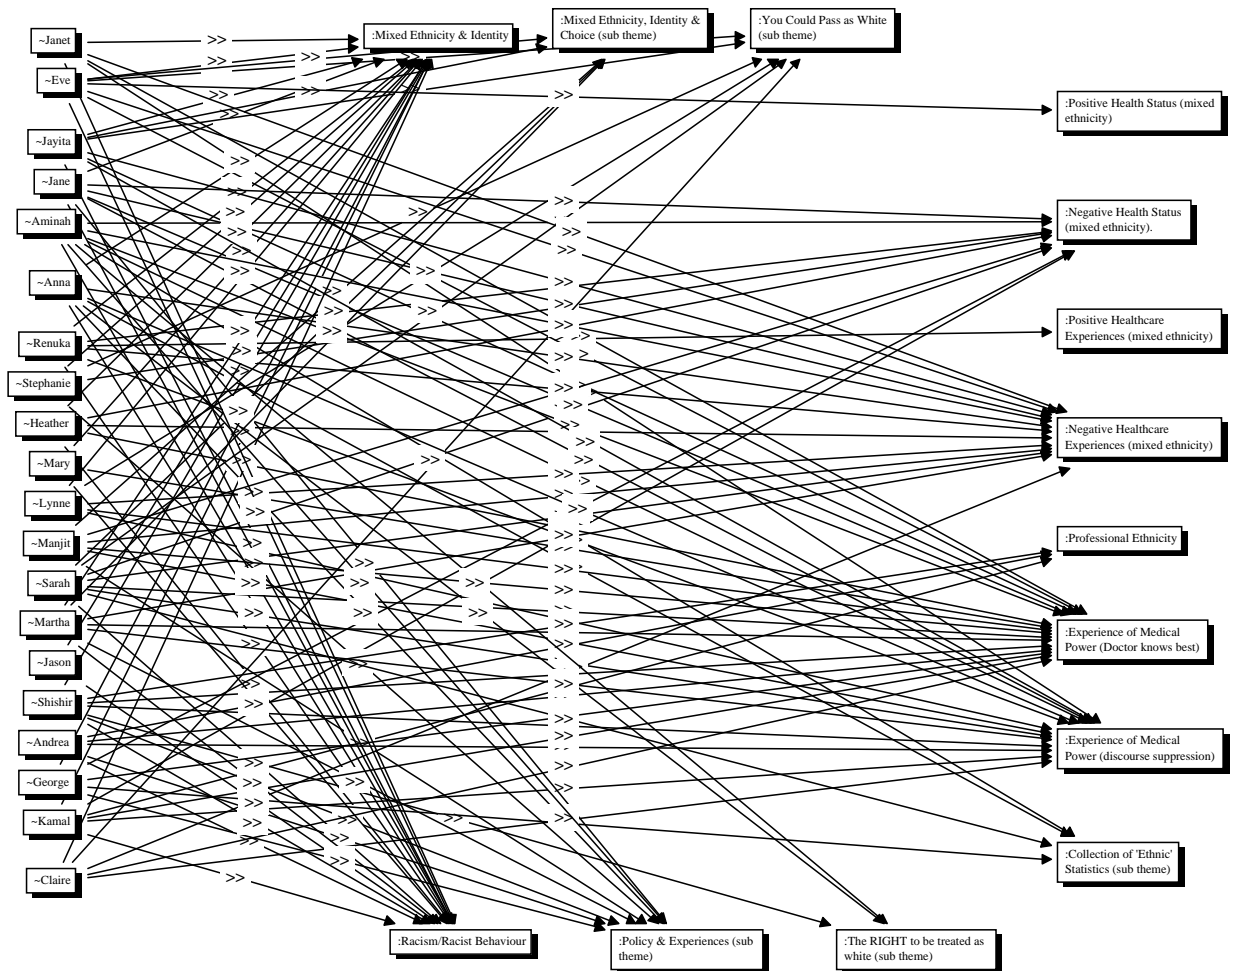 :Mixed Ethnicity & Identity
:Mixed Ethnicity, Identity &
Choice (sub theme)
:You Could Pass as White
(sub theme)
~Janet
~Eve
~Jayita
~Jane
~Aminah
~Anna
~Renuka
~Stephanie
~Heather
~Mary
~Lynne
~Manjit
~Sarah
~Martha
~Jason
~Shishir
~Andrea
~George
~Kamal
~Claire
:Positive Health Status (mixed
ethnicity)
:Negative Health Status
(mixed ethnicity).
:Positive Healthcare
Experiences (mixed ethnicity)
:Negative Healthcare
Experiences (mixed ethnicity)
:Professional Ethnicity
:Experience of Medical
Power (Doctor knows best)
:Experience of Medical
Power (discourse suppression)
:Collection of 'Ethnic'
Statistics (sub theme)
:Racism/Racist Behaviour
:Policy & Experiences (sub
theme)
:The RIGHT to be treated as
white (sub theme)